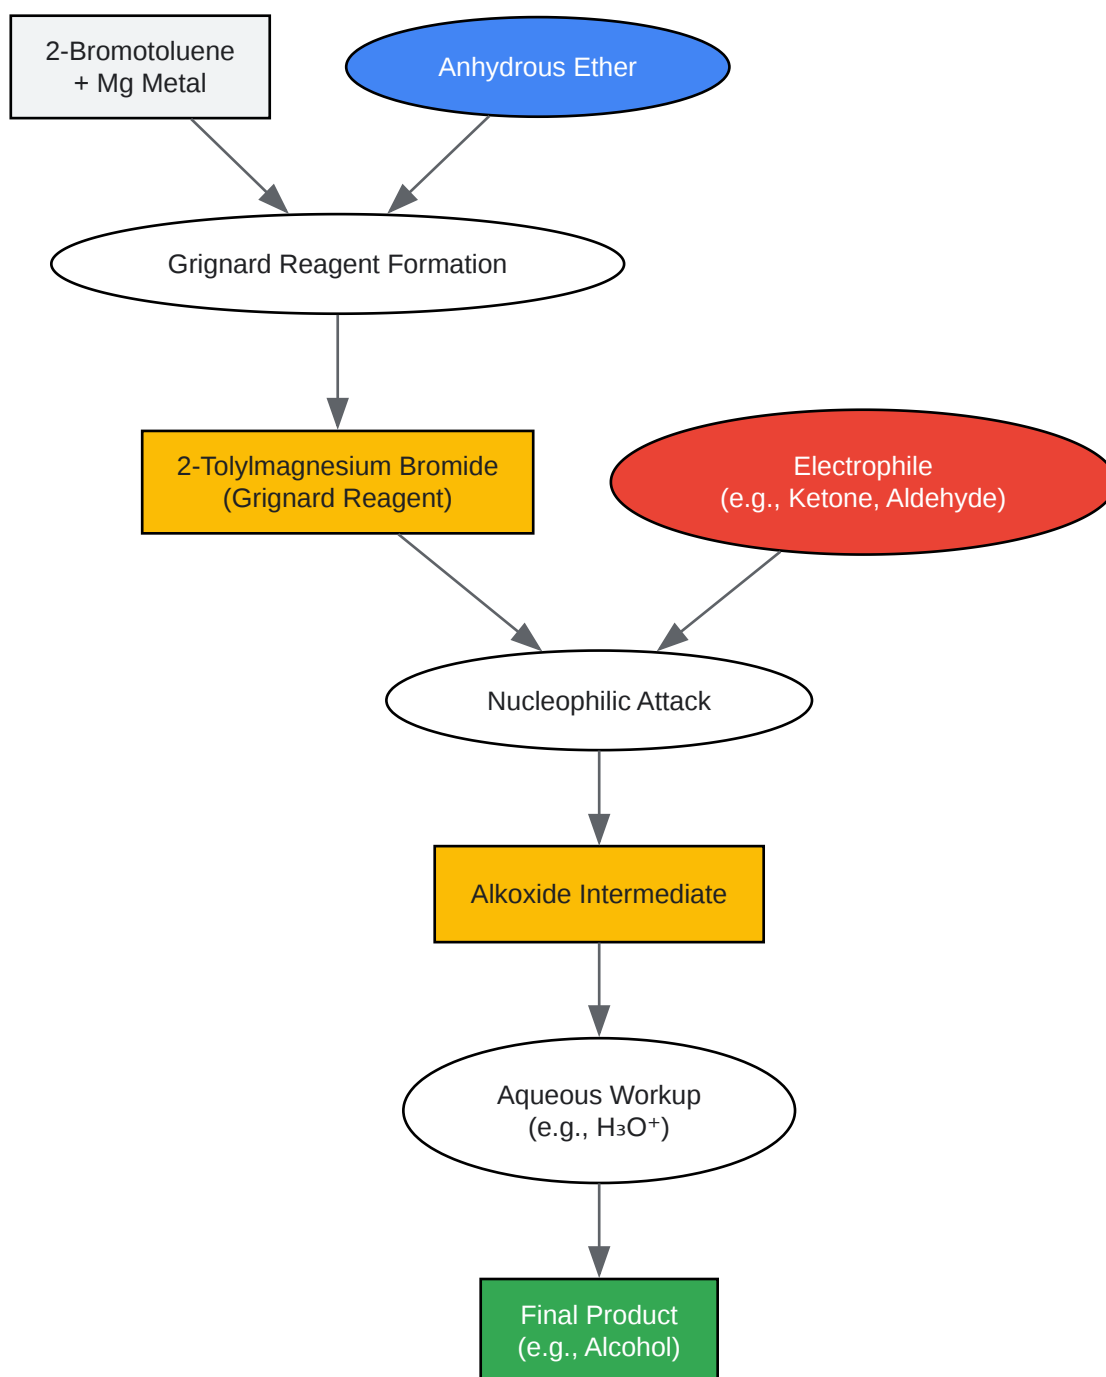 2-Bromotoluene
+ Mg Metal
Anhydrous Ether
Grignard Reagent Formation
2-Tolylmagnesium Bromide
(Grignard Reagent)
Electrophile
(e.g., Ketone, Aldehyde)
Nucleophilic Attack
Alkoxide Intermediate
Aqueous Workup
(e.g., H₃O⁺)
Final Product
(e.g., Alcohol)